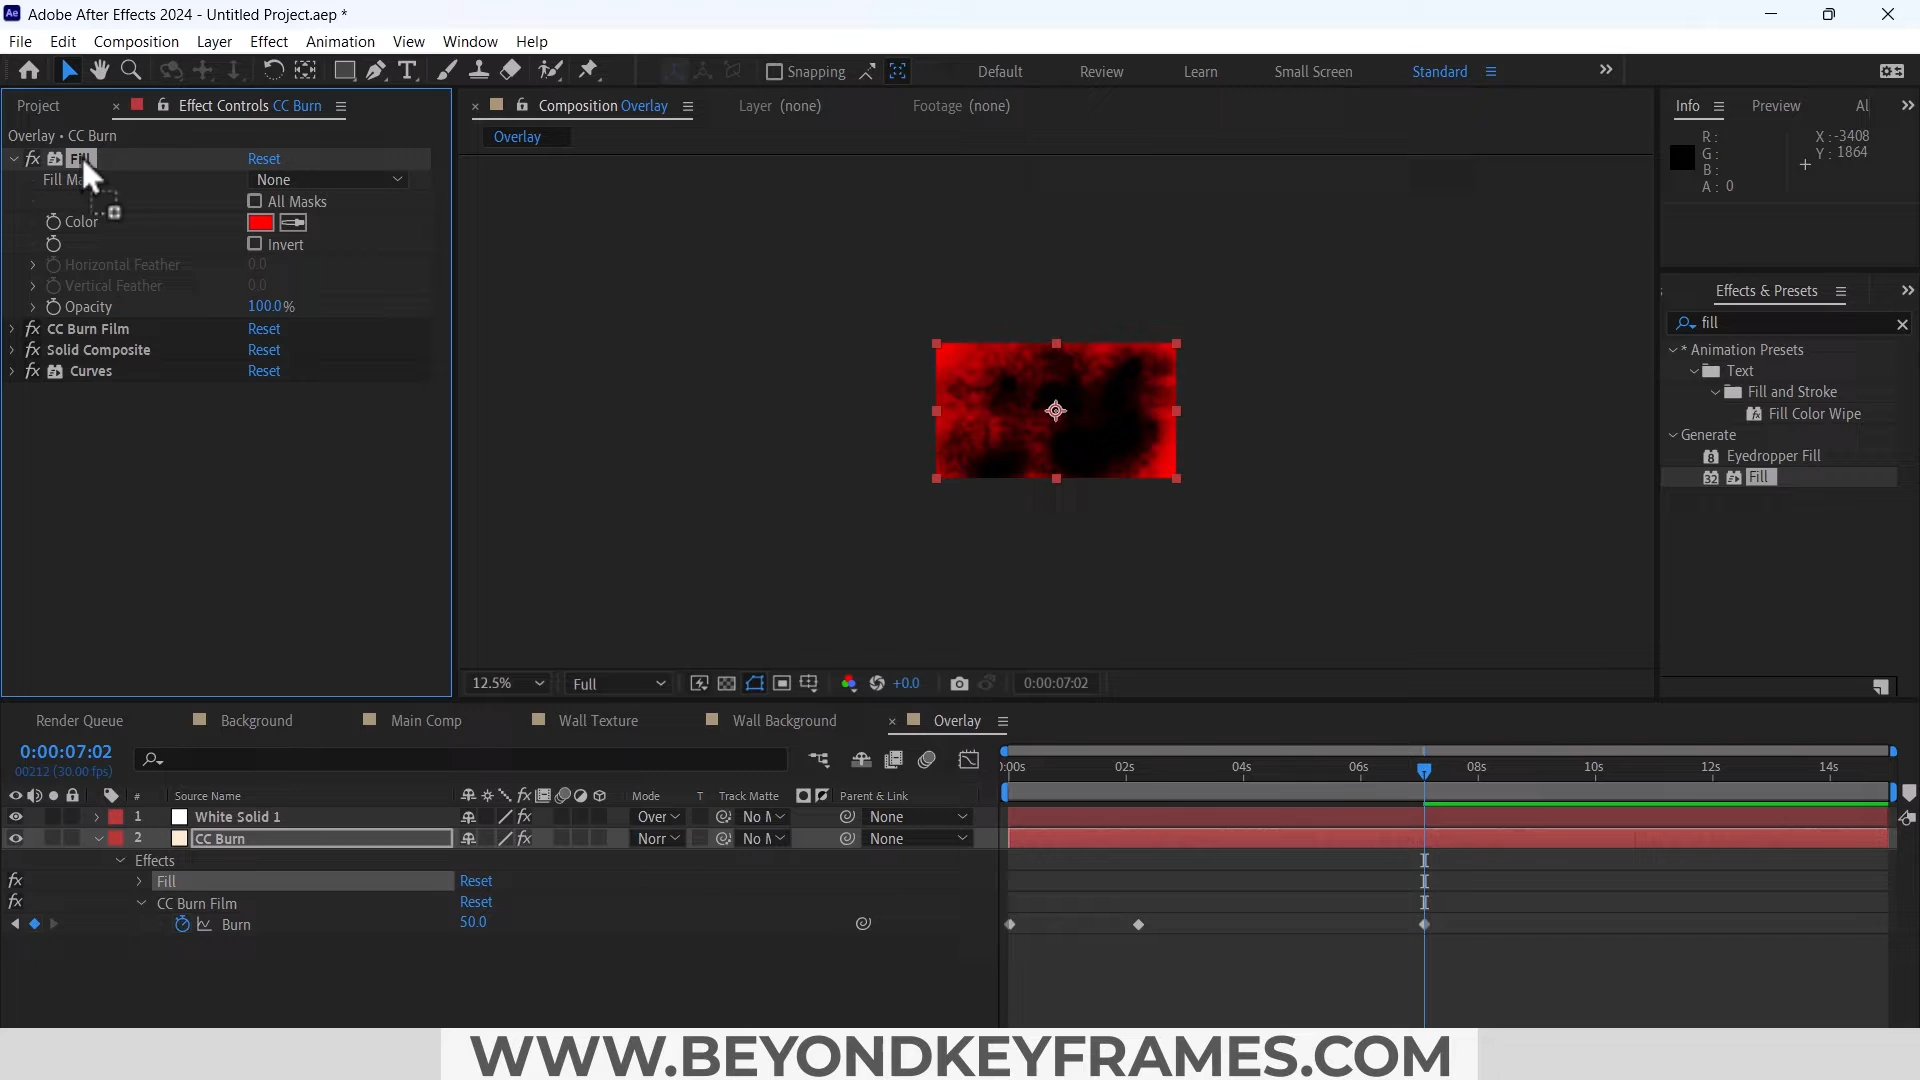 Adobe After Effects 2024 - Untitled Project.aep *
File Edit Composition Layer Effect Animation View Window Help
Snapping Default Review Learn Small Screen Standard
Project Effect Controls CC Burn Composition Overlay Layer (none) Footage (none) Info Preview Al
Overlay • CC Burn
Overlay
R:
G:
B:
A: 0
X: -3408
Y: 1864
fx Fill Reset
Fill Ma None
All Masks
Color
Invert
Horizontal Feather 0.0
Vertical Feather 0.0
Opacity 100.0%
fx CC Burn Film Reset
fx Solid Composite Reset
fx Curves Reset
Effects & Presets
fill
* Animation Presets
Text
Fill and Stroke
Fill Color Wipe
Generate
8 Eyedropper Fill
32 Fill
12.5% Full +0.0 0:00:07:02
Render Queue Background Main Comp Wall Texture Wall Background Overlay
0:00:07:02
00212 (30.00 fps)
):00s 02s 04s 06s 08s 10s 12s 14s
# Source Name fx Mode T Track Matte Parent & Link
1 White Solid 1 fx Over No M None
2 CC Burn fx Norr No M None
Effects
fx Fill Reset
fx CC Burn Film Reset
Burn 50.0
WWW.BEYONDKEYFRAMES.COM